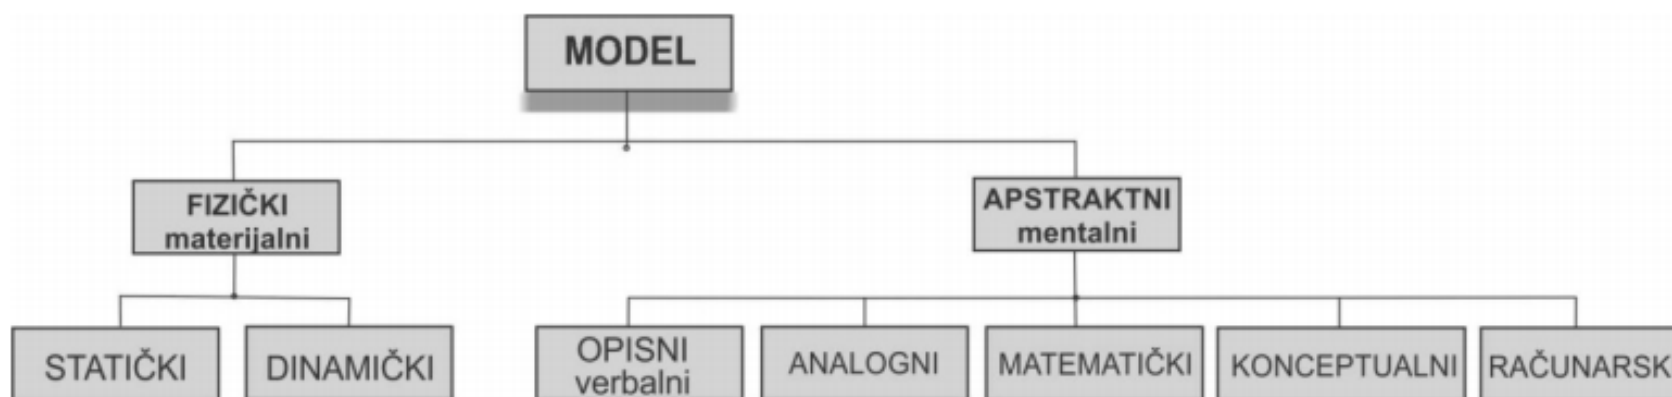 MODEL
FIZIČKI
materijalni
APSTRAKTNI
mentalni
STATIČKI
DINAMIČKI
OPISNI
verbalni
ANALOGNI
MATEMATIČKI
KONCEPTUALNI
RAČUNARSK